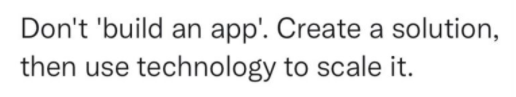 Don't 'build an app'. Create a solution,
then use technology to scale it.